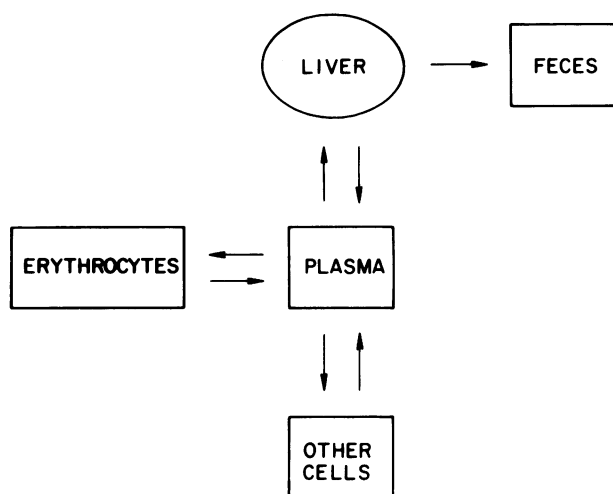 LIVER
FECES
ERYTHROCYTES
PLASMA
OTHER
CELLS